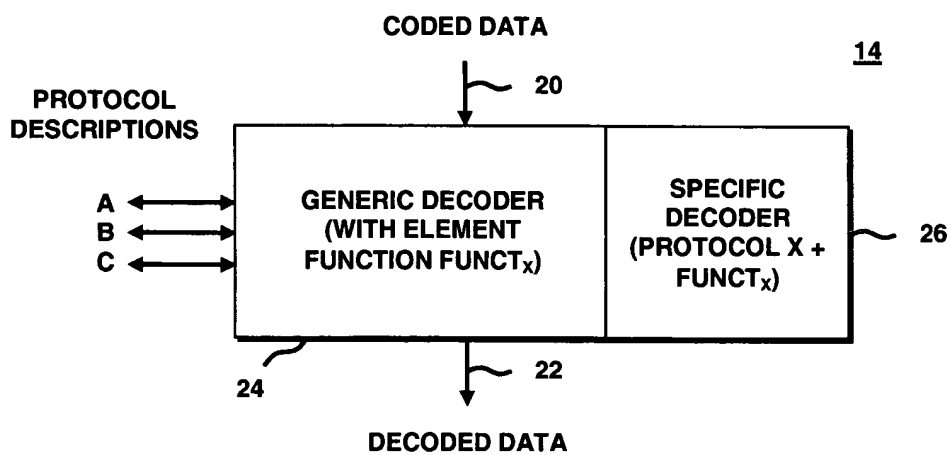 CODED DATA
14
20
PROTOCOL
DESCRIPTIONS
A
B
C
GENERIC DECODER
(WITH ELEMENT
FUNCTION FUNCTX)
SPECIFIC
DECODER
(PROTOCOL X +
FUNCTX)
26
24
22
DECODED DATA